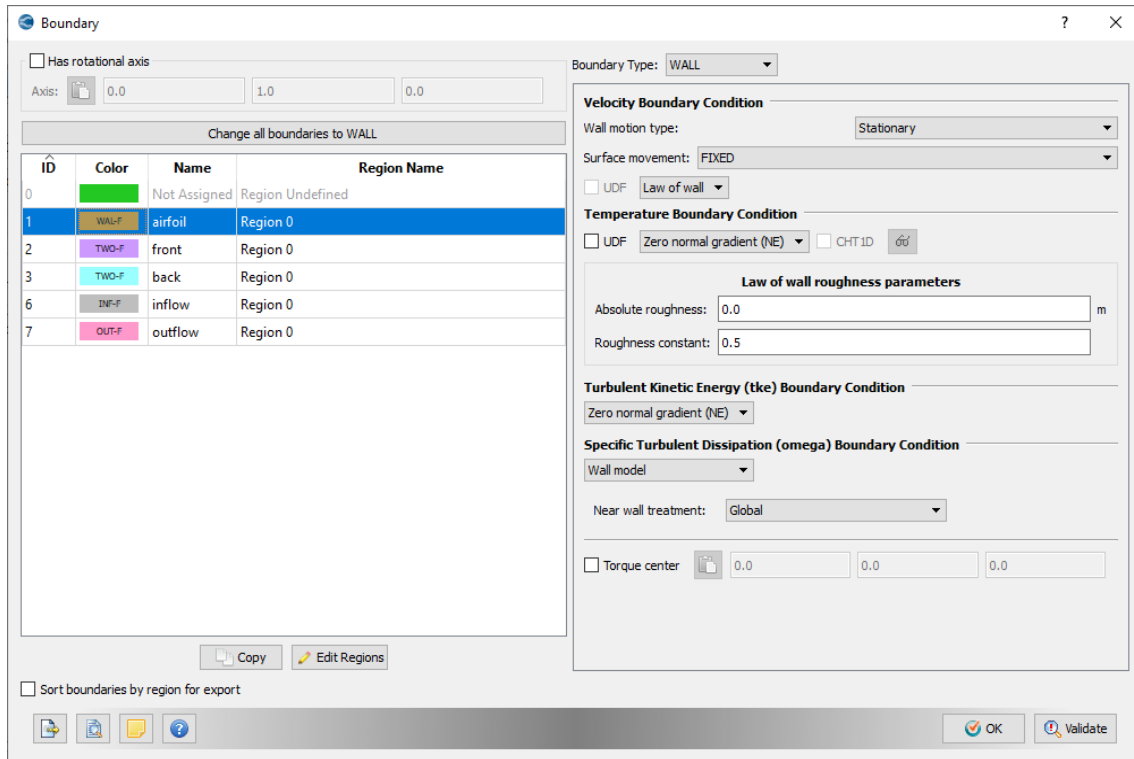 Boundary ?
Has rotational axis
Axis: 0.0 1.0 0.0
Change all boundaries to WALL
ID Color Name Region Name
0 Not Assigned Region Undefined
1 WAL-F airfoil Region 0
2 TWO-F front Region 0
3 TWO-F back Region 0
6 INF-F inflow Region 0
7 OUT-F outflow Region 0
Copy Edit Regions
Sort boundaries by region for export
Boundary Type: WALL
Velocity Boundary Condition
Wall motion type: Stationary
Surface movement: FIXED
UDF Law of wall
Temperature Boundary Condition
UDF Zero normal gradient (NE) CHT1D
Law of wall roughness parameters
Absolute roughness: 0.0 m
Roughness constant: 0.5
Turbulent Kinetic Energy (tke) Boundary Condition
Zero normal gradient (NE)
Specific Turbulent Dissipation (omega) Boundary Condition
Wall model
Near wall treatment: Global
Torque center 0.0 0.0 0.0
? OK Validate